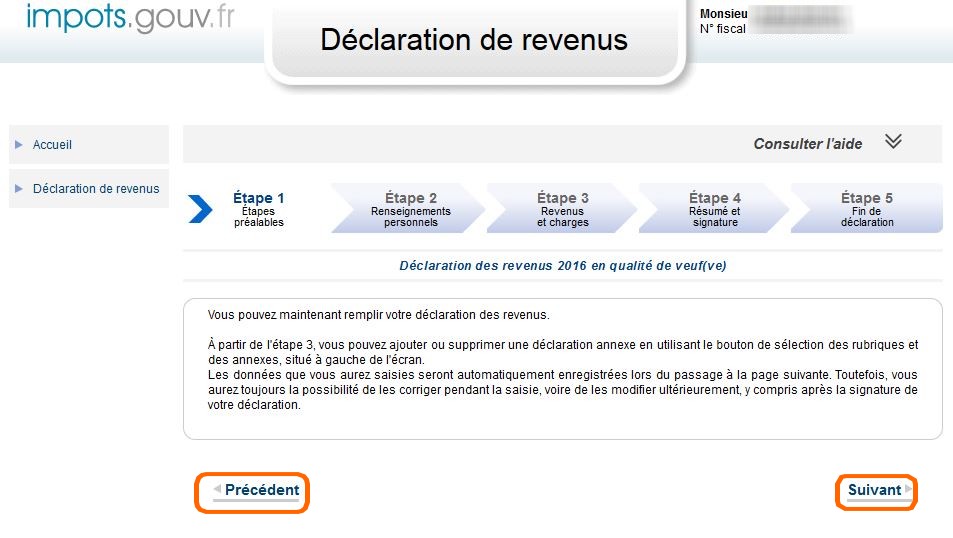 impots.gouv.fr
Déclaration de revenus
Monsieu
N° fiscal
Accueil
Déclaration de revenus
Consulter l'aide
Étape 1
Étapes
préalables
Étape 2
Renseignements
personnels
Étape 3
Revenus
et charges
Étape 4
Résumé et
signature
Étape 5
Fin de
déclaration
Déclaration des revenus 2016 en qualité de veuf(ve)
Vous pouvez maintenant remplir votre déclaration des revenus.
À partir de l'étape 3, vous pouvez ajouter ou supprimer une déclaration annexe en utilisant le bouton de sélection des rubriques et
des annexes, situé à gauche de l'écran.
Les données que vous aurez saisies seront automatiquement enregistrées lors du passage à la page suivante. Toutefois, vous
aurez toujours la possibilité de les corriger pendant la saisie, voire de les modifier ultérieurement, y compris après la signature de
votre déclaration.
Précédent
Suivant